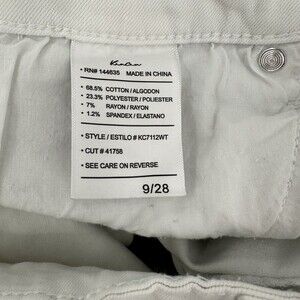 KanCan
• RN# 144635   MADE IN CHINA
• 68.5% COTTON / ALGODON
• 23.3% POLYESTER / POLIESTER
• 7% RAYON / RAYON
• 1.2% SPANDEX / ELASTANO
• STYLE / ESTILO # KC7112WT
• CUT # 41758
• SEE CARE ON REVERSE
9/28